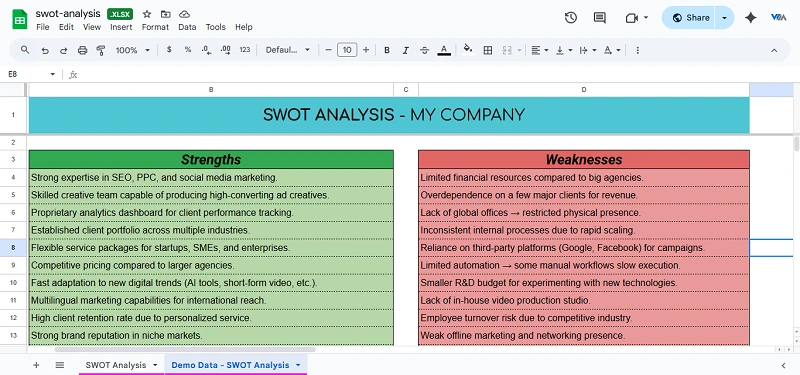 swot-analysis .XLSX
File Edit View Insert Format Data Tools Help
Share
100% $ % 123 Defaul... 10 B I A
E8 fx
B C D
1 SWOT ANALYSIS - MY COMPANY
2
3 Strengths Weaknesses
4 Strong expertise in SEO, PPC, and social media marketing. Limited financial resources compared to big agencies.
5 Skilled creative team capable of producing high-converting ad creatives. Overdependence on a few major clients for revenue.
6 Proprietary analytics dashboard for client performance tracking. Lack of global offices → restricted physical presence.
7 Established client portfolio across multiple industries. Inconsistent internal processes due to rapid scaling.
8 Flexible service packages for startups, SMEs, and enterprises. Reliance on third-party platforms (Google, Facebook) for campaigns.
9 Competitive pricing compared to larger agencies. Limited automation → some manual workflows slow execution.
10 Fast adaptation to new digital trends (AI tools, short-form video, etc.). Smaller R&D budget for experimenting with new technologies.
11 Multilingual marketing capabilities for international reach. Lack of in-house video production studio.
12 High client retention rate due to personalized service. Employee turnover risk due to competitive industry.
13 Strong brand reputation in niche markets. Weak offline marketing and networking presence.
SWOT Analysis Demo Data - SWOT Analysis